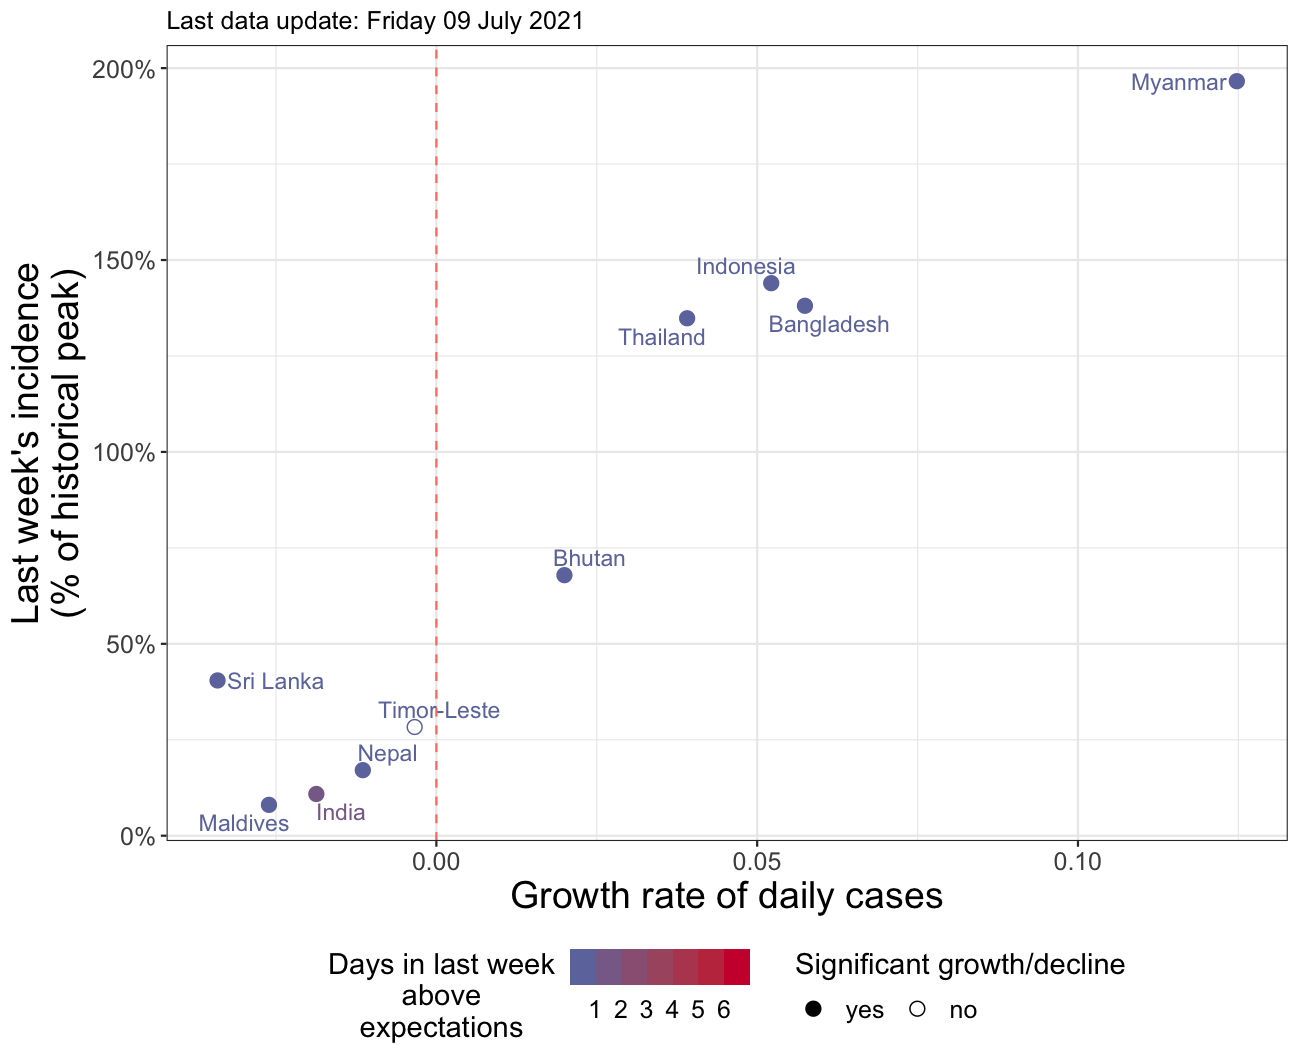 Last data update: Friday 09 July 2021
200%
150%
100%
50%
0%
Last week's incidence
(% of historical peak)
Myanmar
Indonesia
Bangladesh
Thailand
Bhutan
Sri Lanka
Timor-Leste
Nepal
India
Maldives
0.00 0.05 0.10
Growth rate of daily cases
Days in last week
above
expectations
1 2 3 4 5 6
Significant growth/decline
yes no